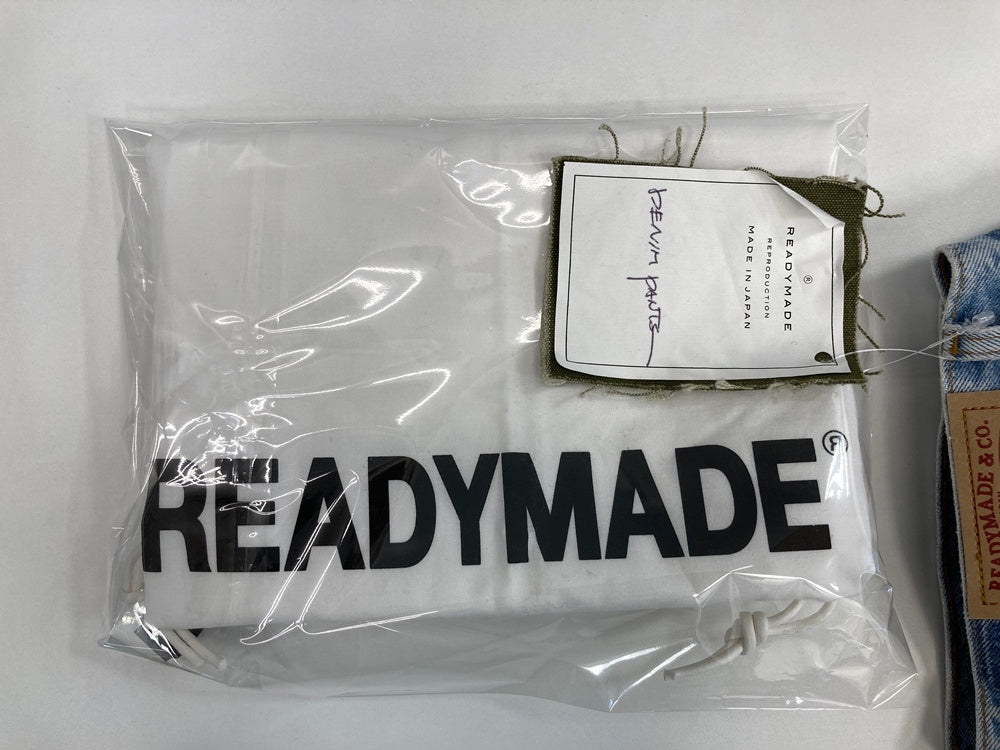 READYMADE®
®
READYMADE
REPRODUCTION
MADE IN JAPAN
DENIM PANTS
READYMADE & CO.